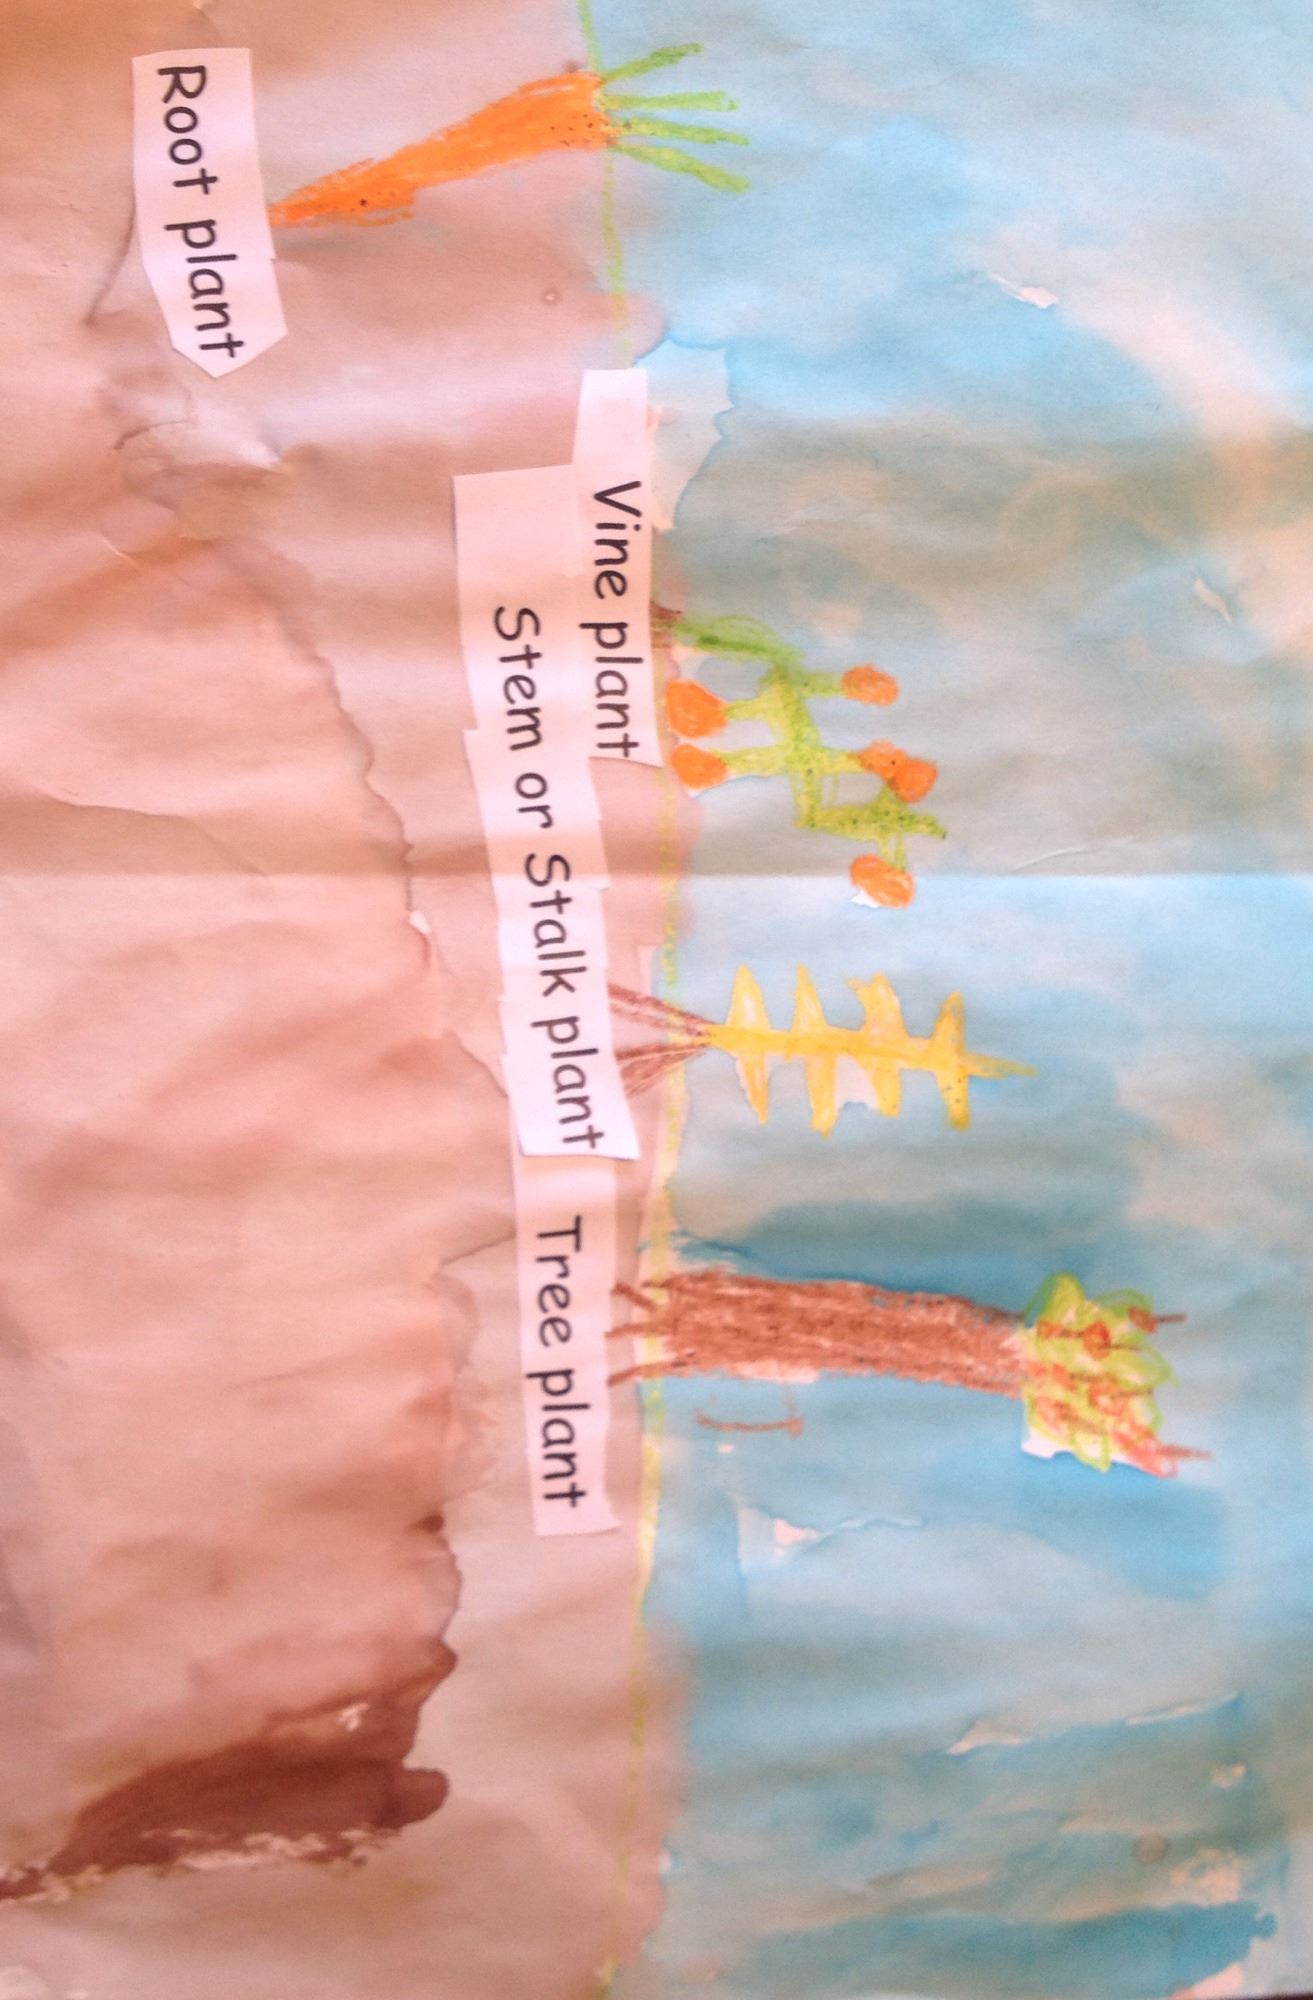 Root plant
Vine plant
Stem or Stalk plant
Tree plant